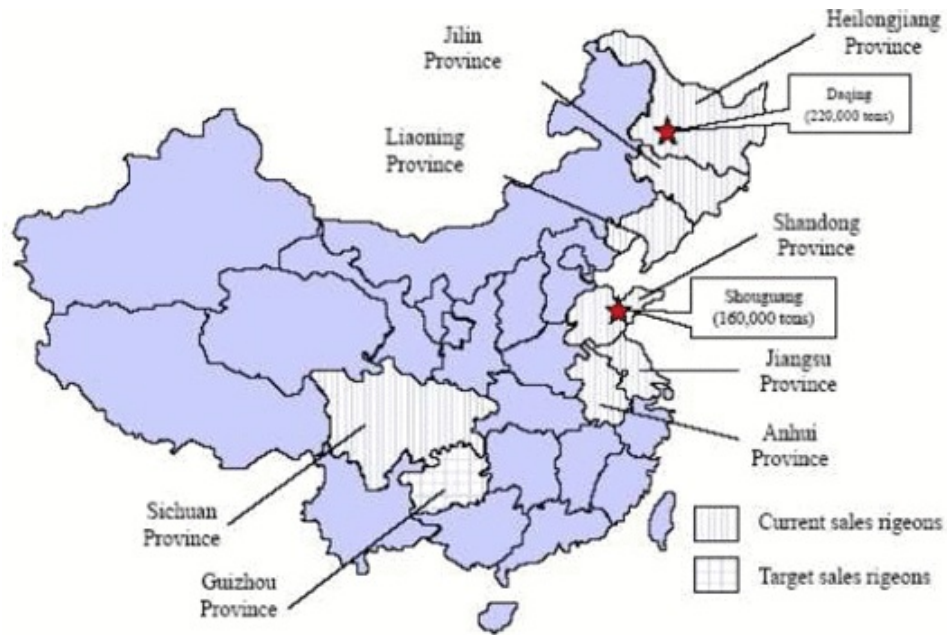 Heilongjiang
Province
Jilin
Province
Daqing
(220,000 tons)
Liaoning
Province
Shandong
Province
Shouguang
(160,000 tons)
Jiangsu
Province
Anhui
Province
Sichuan
Province
Guizhou
Province
Current sales rigeons
Target sales rigeons